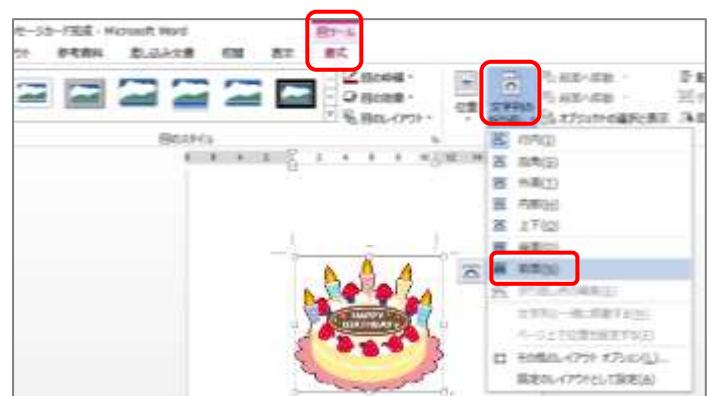 セージカード完成 - Microsoft Word
図ツール
参考資料 差し込み文書 校閲 表示 書式
図の枠線
図の効果
図のレイアウト
位置
文字列の
前面へ移動
背面へ移動
オブジェクトの選択と表示
図のスタイル
行内(I)
四角(S)
外周(T)
内部(H)
上下(O)
背面(D)
前面(N)
折り返し点の編集(E)
文字列と一緒に移動する(M)
ページ上で位置を固定する(F)
その他のレイアウト オプション(L)...
既定のレイアウトとして設定(A)
HAPPY
BIRTHDAY